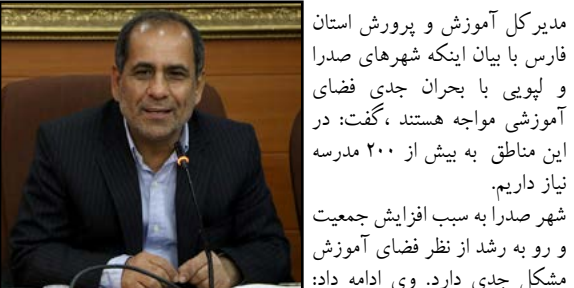 مدیرکل آموزش و پرورش استان
فارس با بیان اینکه شهرهای صدرا
و لپویی با بحران جدی فضای
آموزشی مواجه هستند ،گفت: در
این مناطق به بیش از ۲۰۰ مدرسه
نیاز داریم.
شهر صدرا به سبب افزایش جمعیت
و رو به رشد از نظر فضای آموزش
مشکل جدی دارد. وی ادامه داد: